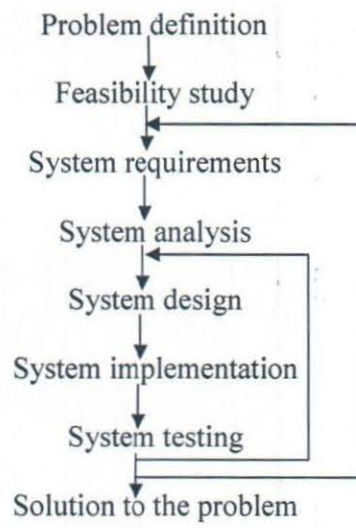 Problem definition
Feasibility study
System requirements
System analysis
System design
System implementation
System testing
Solution to the problem